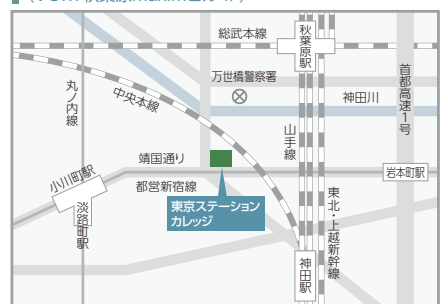 総武本線
秋葉原駅
首都高速1号
丸ノ内線
万世橋警察署
中央本線
神田川
山手線
靖国通り
小川町駅
岩本町駅
都営新宿線
淡路町駅
東京ステーション
カレッジ
東北・上越新幹線
神田駅